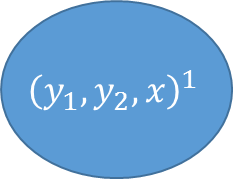 (y₁, y₂, x)¹